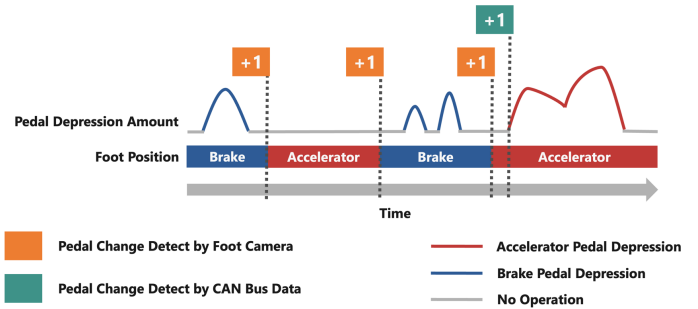 +1
+1
+1
+1
Pedal Depression Amount
Foot Position
Brake
Accelerator
Brake
Accelerator
Time
Pedal Change Detect by Foot Camera
Pedal Change Detect by CAN Bus Data
Accelerator Pedal Depression
Brake Pedal Depression
No Operation